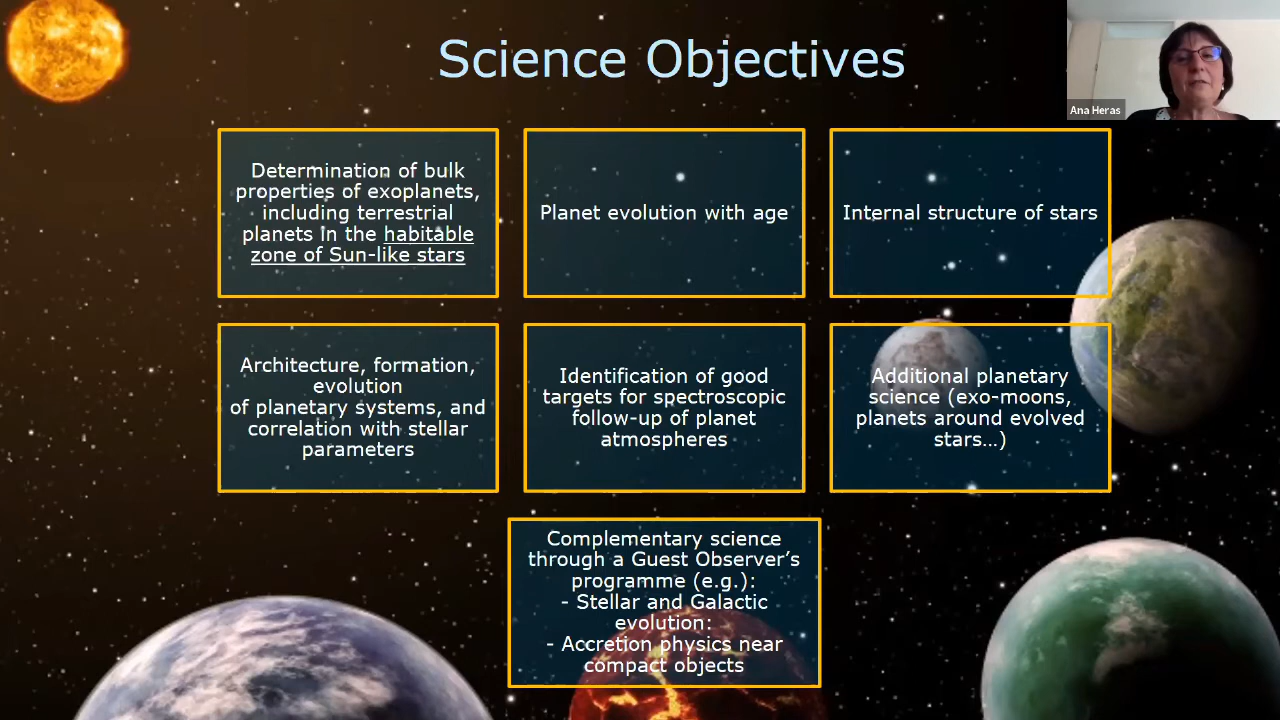 Science Objectives
Ana Heras
Determination of bulk
properties of exoplanets,
including terrestrial
planets in the habitable
zone of Sun-like stars
Planet evolution with age
Internal structure of stars
Architecture, formation,
evolution
of planetary systems, and
correlation with stellar
parameters
Identification of good
targets for spectroscopic
follow-up of planet
atmospheres
Additional planetary
science (exo-moons,
planets around evolved
stars…)
Complementary science
through a Guest Observer’s
programme (e.g.):
- Stellar and Galactic
evolution:
- Accretion physics near
compact objects